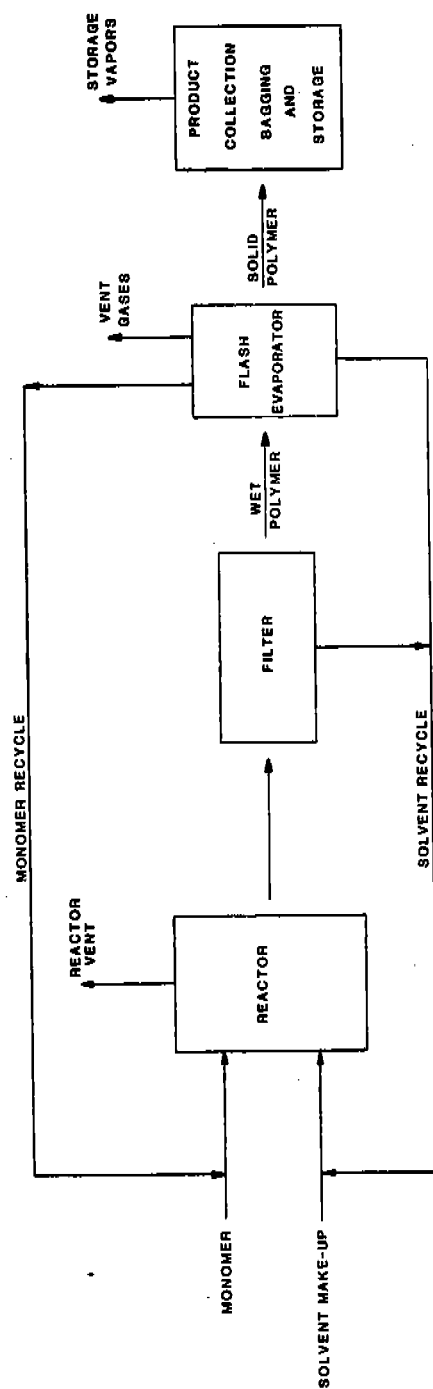 MONOMER RECYCLE
REACTOR
VENT
VENT
GASES
STORAGE
VAPORS
MONOMER
SOLVENT MAKE-UP
REACTOR
FILTER
WET
POLYMER
FLASH
EVAPORATOR
SOLID
POLYMER
PRODUCT
COLLECTION
BAGGING
AND
STORAGE
SOLVENT RECYCLE